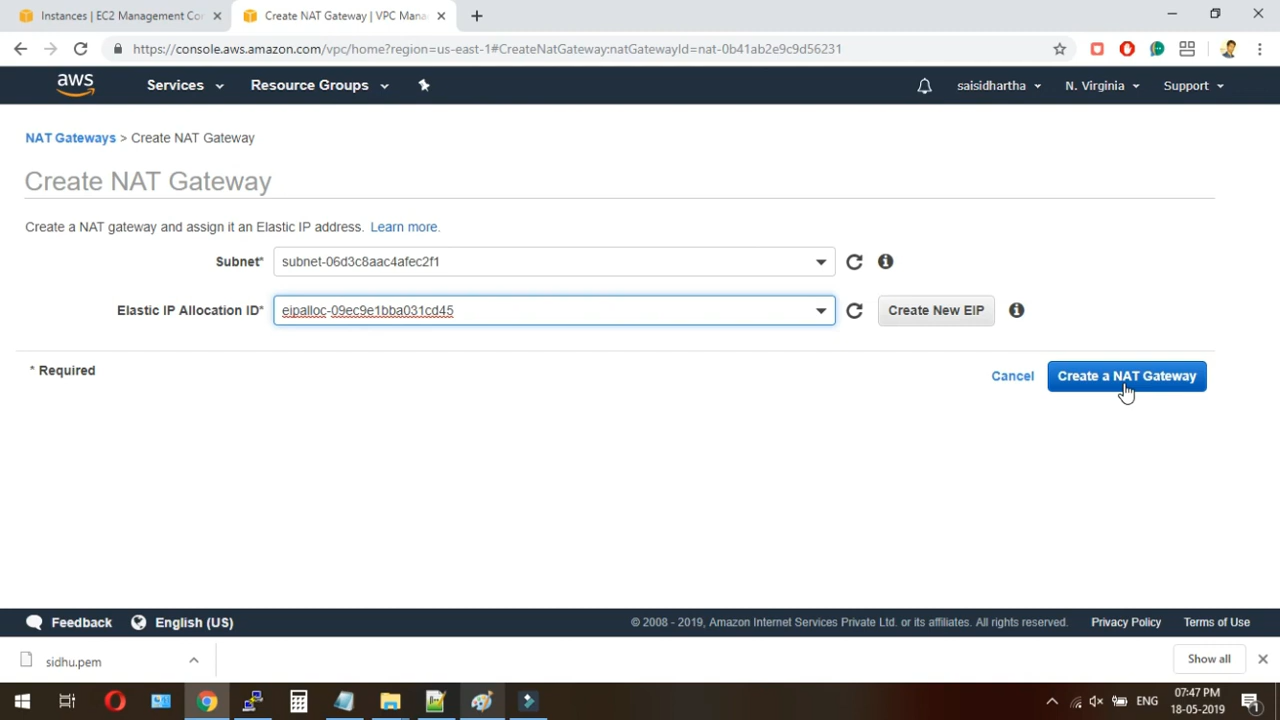 Instances | EC2 Management Con
Create NAT Gateway | VPC Mana
https://console.aws.amazon.com/vpc/home?region=us-east-1#CreateNatGateway:natGatewayId=nat-0b41ab2e9c9d56231
aws
Services
Resource Groups
saisidhartha
N. Virginia
Support
NAT Gateways > Create NAT Gateway
Create NAT Gateway
Create a NAT gateway and assign it an Elastic IP address. Learn more.
Subnet* subnet-06d3c8aac4afec2f1
Elastic IP Allocation ID* eipalloc-09ec9e1bba031cd45 Create New EIP
* Required
Cancel
Create a NAT Gateway
Feedback
English (US)
© 2008 - 2019, Amazon Internet Services Private Ltd. or its affiliates. All rights reserved.
Privacy Policy
Terms of Use
sidhu.pem
Show all
ENG
07:47 PM
18-05-2019
1